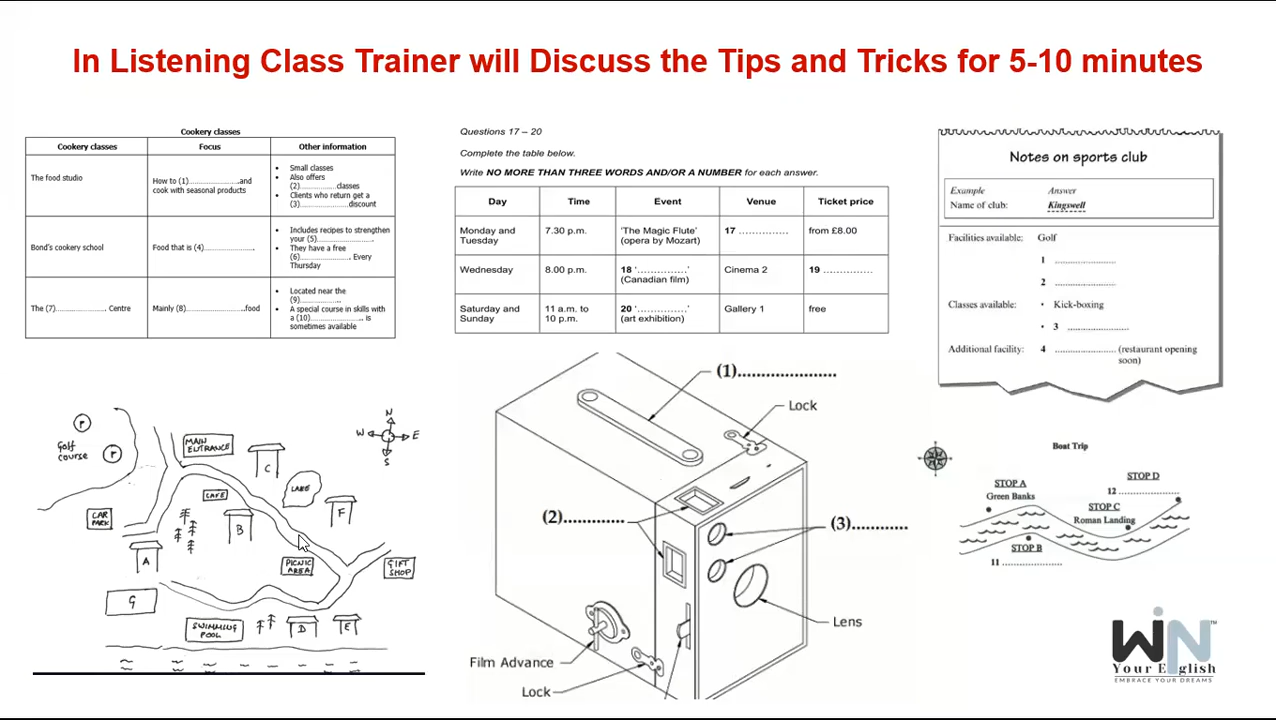 In Listening Class Trainer will Discuss the Tips and Tricks for 5-10 minutes
Cookery classes
Cookery classes Focus Other information
The food studio
How to (1)......................and
cook with seasonal products
• Small classes
• Also offers
(2)................classes
• Clients who return get a
(3)...................discount
Bond's cookery school
Food that is (4)....................
• Includes recipes to strengthen
your (5).......................
• They have a free
(6)..................... Every
Thursday
The (7)...................... Centre
Mainly (8)........................food
• Located near the
(9)....................
• A special course in skills with
a (10)..................... is
sometimes available
Questions 17 – 20
Complete the table below.
Write NO MORE THAN THREE WORDS AND/OR A NUMBER for each answer.
Day Time Event Venue Ticket price
Monday and
Tuesday
7.30 p.m.
'The Magic Flute'
(opera by Mozart)
17 ..............
from £8.00
Wednesday
8.00 p.m.
18 '..............'
(Canadian film)
Cinema 2
19 ..............
Saturday and
Sunday
11 a.m. to
10 p.m.
20 '..............'
(art exhibition)
Gallery 1
free
Notes on sports club
Example Answer
Name of club: Kingswell
Facilities available: Golf
1 ....................
2 ....................
Classes available: • Kick-boxing
• 3 ....................
Additional facility: 4 .................... (restaurant opening
soon)
P
GOLF
COURSE
P
MAIN
ENTRANCE
C
N
W E
S
CAFE
LAKE
CAR
PARK
B
F
A
PICNIC
AREA
GIFT
SHOP
G
SWIMMING
POOL
D
E
(1)....................
Lock
(2).............
(3)............
Lens
Film Advance
Lock
Boat Trip
STOP A
Green Banks
STOP D
12 ....................
STOP C
Roman Landing
STOP B
11 ....................
WiN™
Your English
EMBRACE YOUR DREAMS